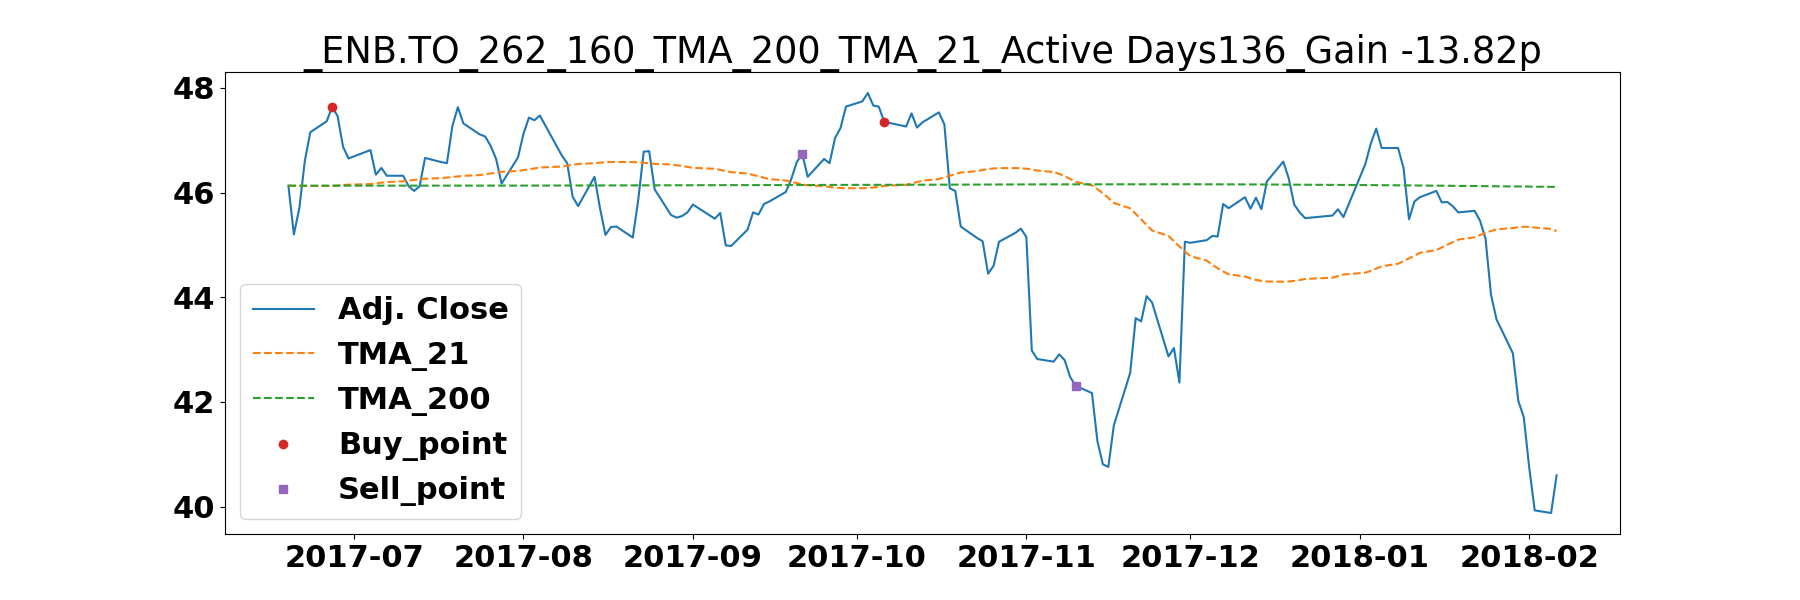 _ENB.TO_262_160_TMA_200_TMA_21_Active Days136_Gain -13.82p
48
46
44
42
40
Adj. Close
TMA_21
TMA_200
Buy_point
Sell_point
2017-07 2017-08 2017-09 2017-10 2017-11 2017-12 2018-01 2018-02